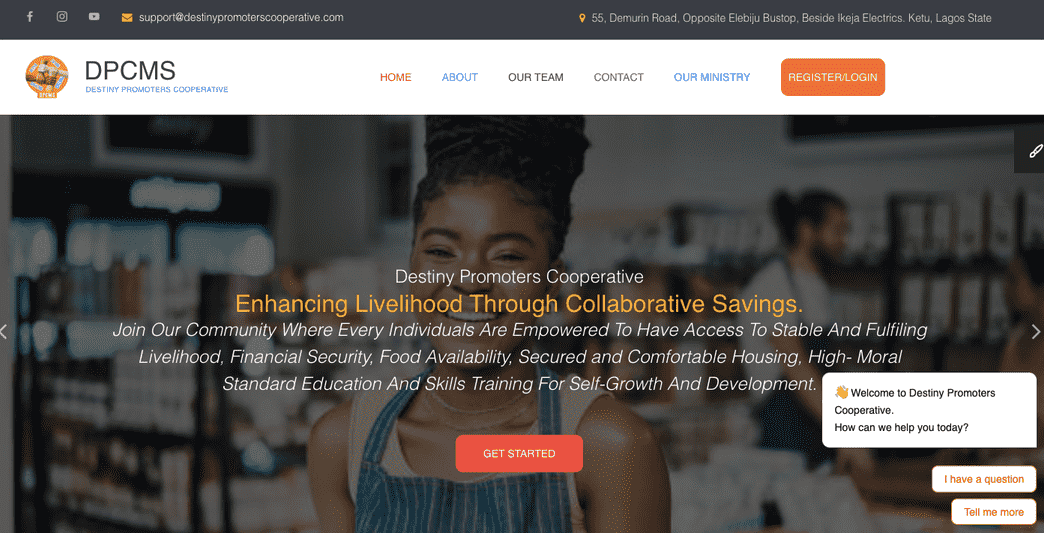 support@destinypromoterscooperative.com
55, Demurin Road, Opposite Elebiju Bustop, Beside Ikeja Electrics. Ketu, Lagos State
DPCMS
DPCMS
DESTINY PROMOTERS COOPERATIVE
HOME
ABOUT
OUR TEAM
CONTACT
OUR MINISTRY
REGISTER/LOGIN
Destiny Promoters Cooperative
Enhancing Livelihood Through Collaborative Savings.
Join Our Community Where Every Individuals Are Empowered To Have Access To Stable And Fulfiling
Livelihood, Financial Security, Food Availability, Secured and Comfortable Housing, High- Moral
Standard Education And Skills Training For Self-Growth And Development.
GET STARTED
👋 Welcome to Destiny Promoters
Cooperative.
How can we help you today?
I have a question
Tell me more